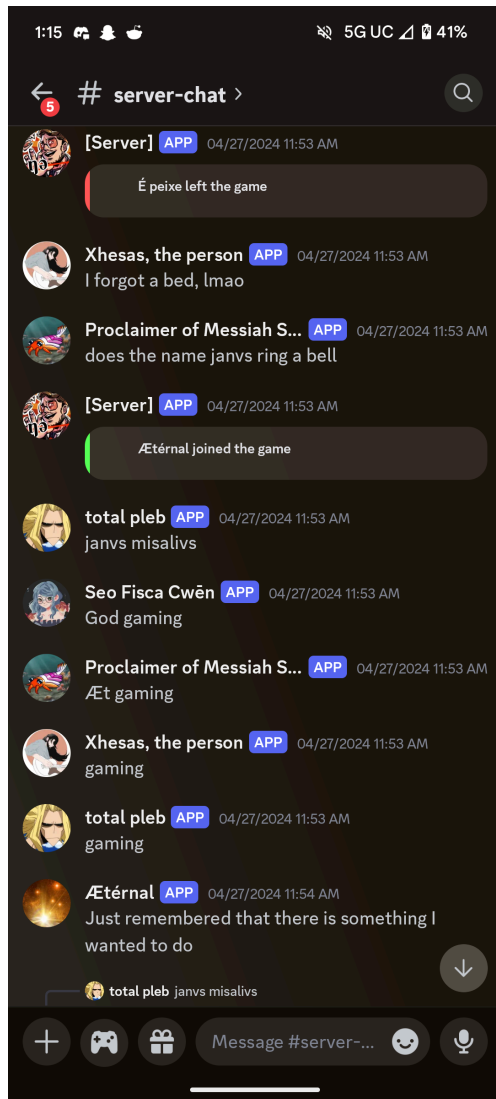 1:15 5G UC 41%
5 # server-chat >
[Server] APP 04/27/2024 11:53 AM
É peixe left the game
Xhesas, the person APP 04/27/2024 11:53 AM
I forgot a bed, lmao
Proclaimer of Messiah S... APP 04/27/2024 11:53 AM
does the name janvs ring a bell
[Server] APP 04/27/2024 11:53 AM
Ætérnal joined the game
total pleb APP 04/27/2024 11:53 AM
janvs misalivs
Seo Fisca Cwēn APP 04/27/2024 11:53 AM
God gaming
Proclaimer of Messiah S... APP 04/27/2024 11:53 AM
Æt gaming
Xhesas, the person APP 04/27/2024 11:53 AM
gaming
total pleb APP 04/27/2024 11:53 AM
gaming
Ætérnal APP 04/27/2024 11:54 AM
Just remembered that there is something I
wanted to do
total pleb janvs misalivs
Message #server-...